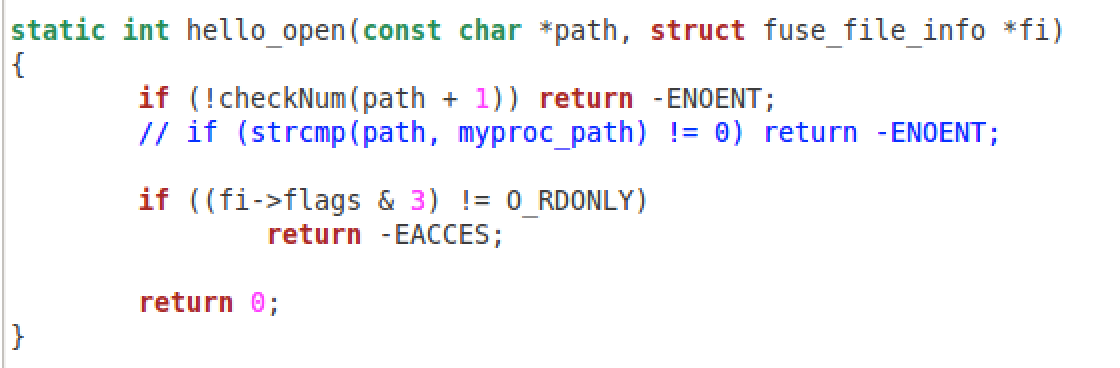 static int hello_open(const char *path, struct fuse_file_info *fi)
{
        if (!checkNum(path + 1)) return -ENOENT;
        // if (strcmp(path, myproc_path) != 0) return -ENOENT;

        if ((fi->flags & 3) != O_RDONLY)
                return -EACCES;

        return 0;
}